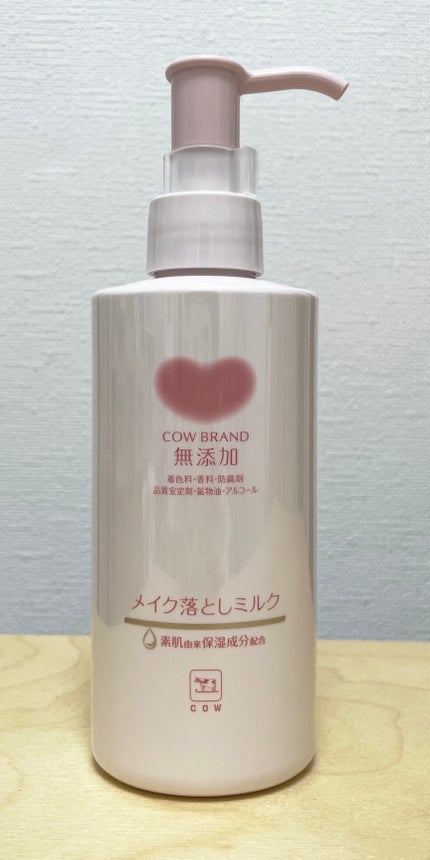 COW BRAND
無添加
着色料・香料・防腐剤
品質安定剤・鉱物油・アルコール
メイク落としミルク
素肌由来保湿成分配合
COW